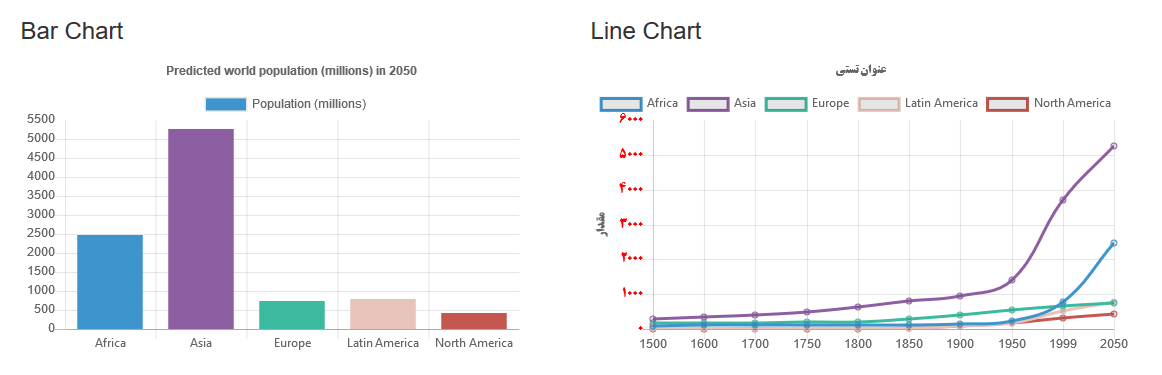 Bar Chart
Predicted world population (millions) in 2050
Population (millions)
5500
5000
4500
4000
3500
3000
2500
2000
1500
1000
500
0
Africa Asia Europe Latin America North America
Line Chart
عنوان تستی
Africa Asia Europe Latin America North America
۶۰۰۰
۵۰۰۰
۴۰۰۰
۳۰۰۰
۲۰۰۰
۱۰۰۰
۰
مقدار
1500 1600 1700 1750 1800 1850 1900 1950 1999 2050